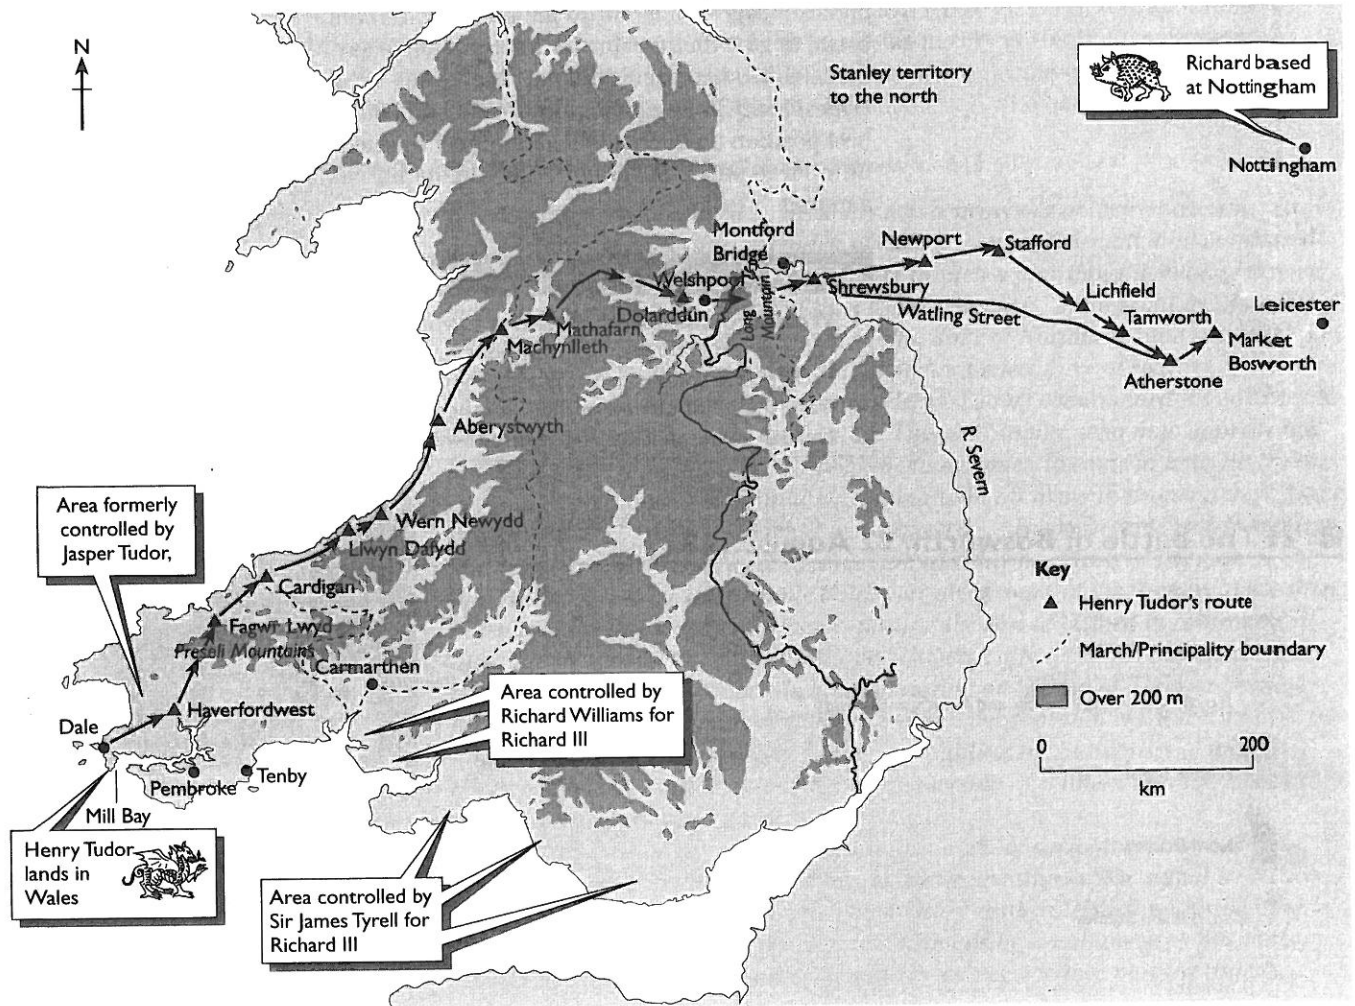 N
Stanley territory
to the north
Richard based
at Nottingham
Nottingham
Montford
Bridge
Newport
Stafford
Welshpool
Shrewsbury
Dolarddun
Long
Mountain
Lichfield
Watling Street
Tamworth
Leicester
Market
Bosworth
Atherstone
Mathafarn
Machynlleth
Aberystwyth
R. Severn
Area formerly
controlled by
Jasper Tudor,
Wern Newydd
Llwyn Dafydd
Cardigan
Fagwr Lwyd
Preseli Mountains
Carmarthen
Haverfordwest
Dale
Pembroke
Tenby
Mill Bay
Area controlled by
Richard Williams for
Richard III
Henry Tudor
lands in
Wales
Area controlled by
Sir James Tyrell for
Richard III
Key
Henry Tudor's route
March/Principality boundary
Over 200 m
0 200
km